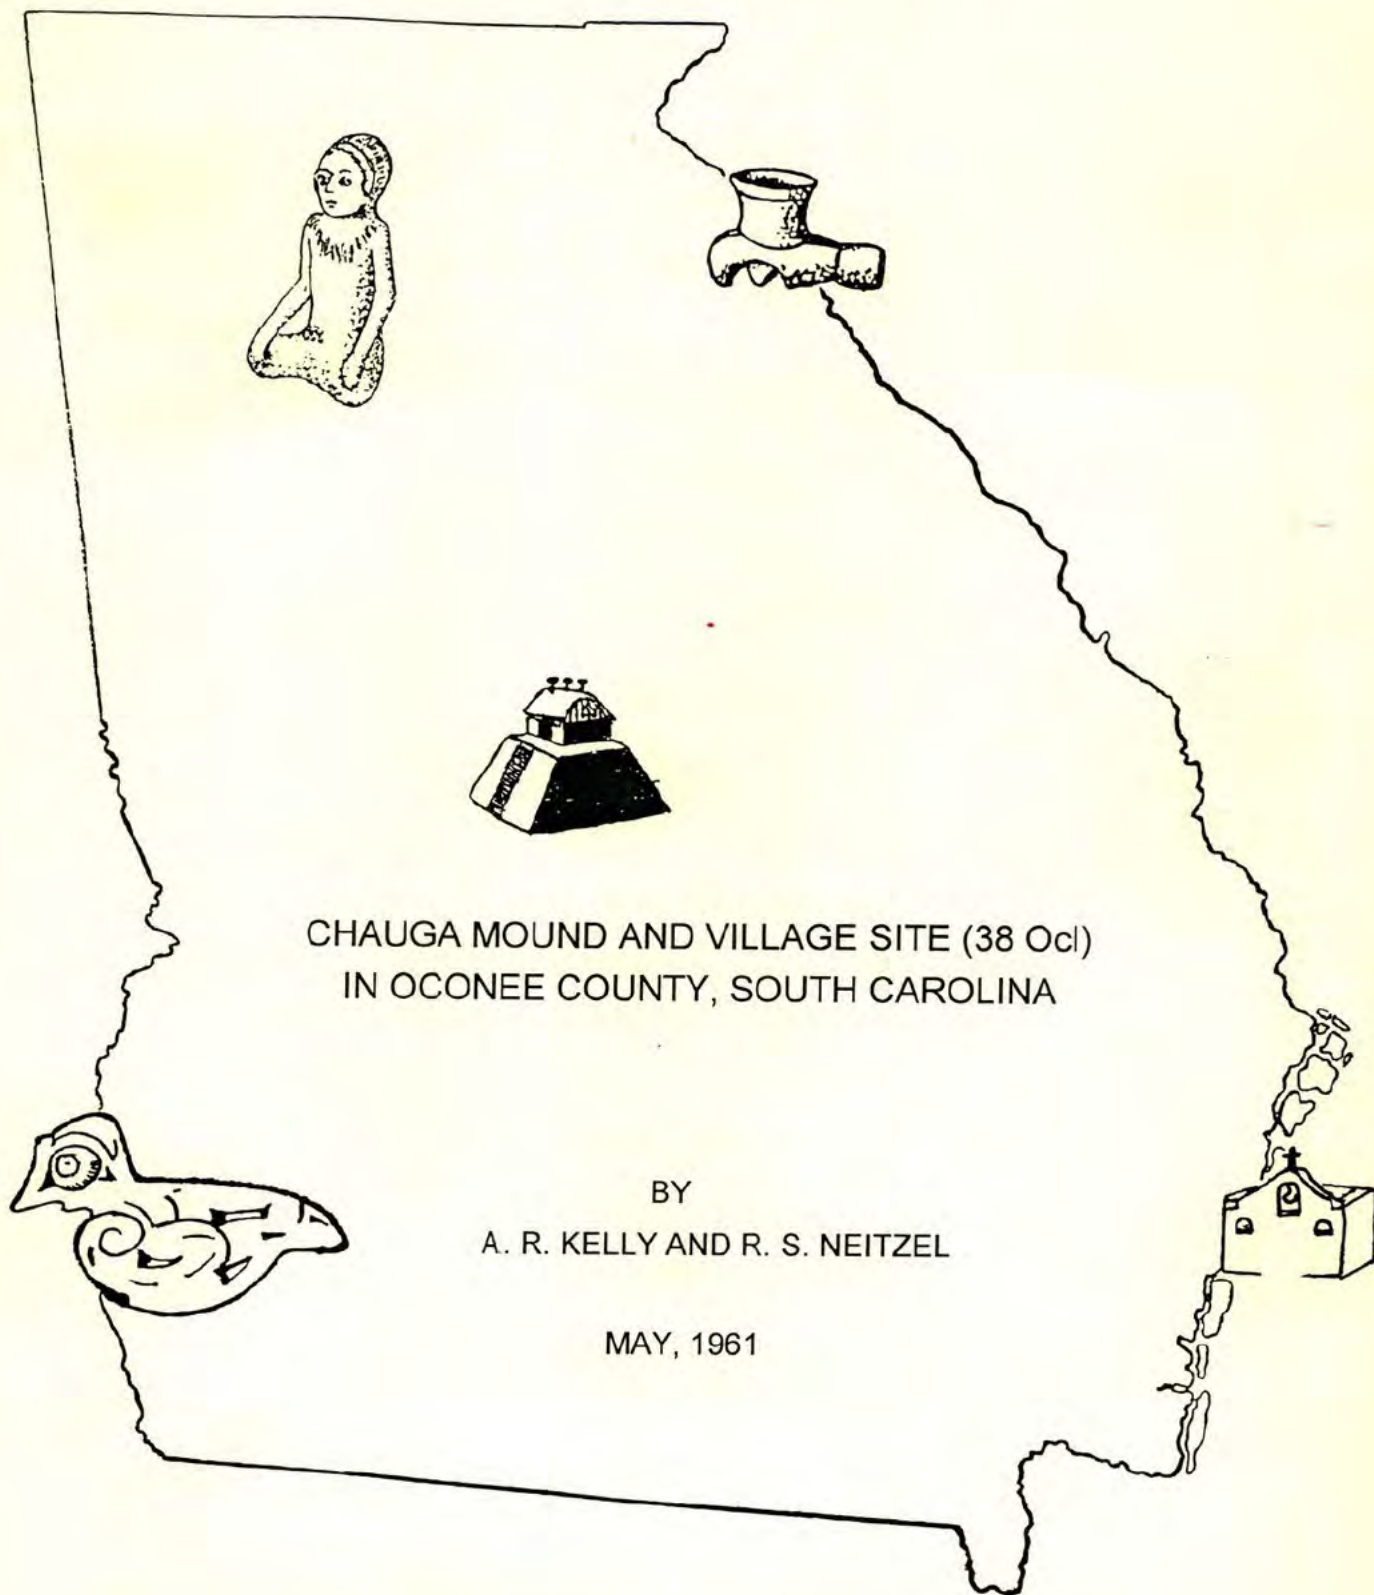 CHAUGA MOUND AND VILLAGE SITE (38 Ocl)
IN OCONEE COUNTY, SOUTH CAROLINA
BY
A. R. KELLY AND R. S. NEITZEL
MAY, 1961